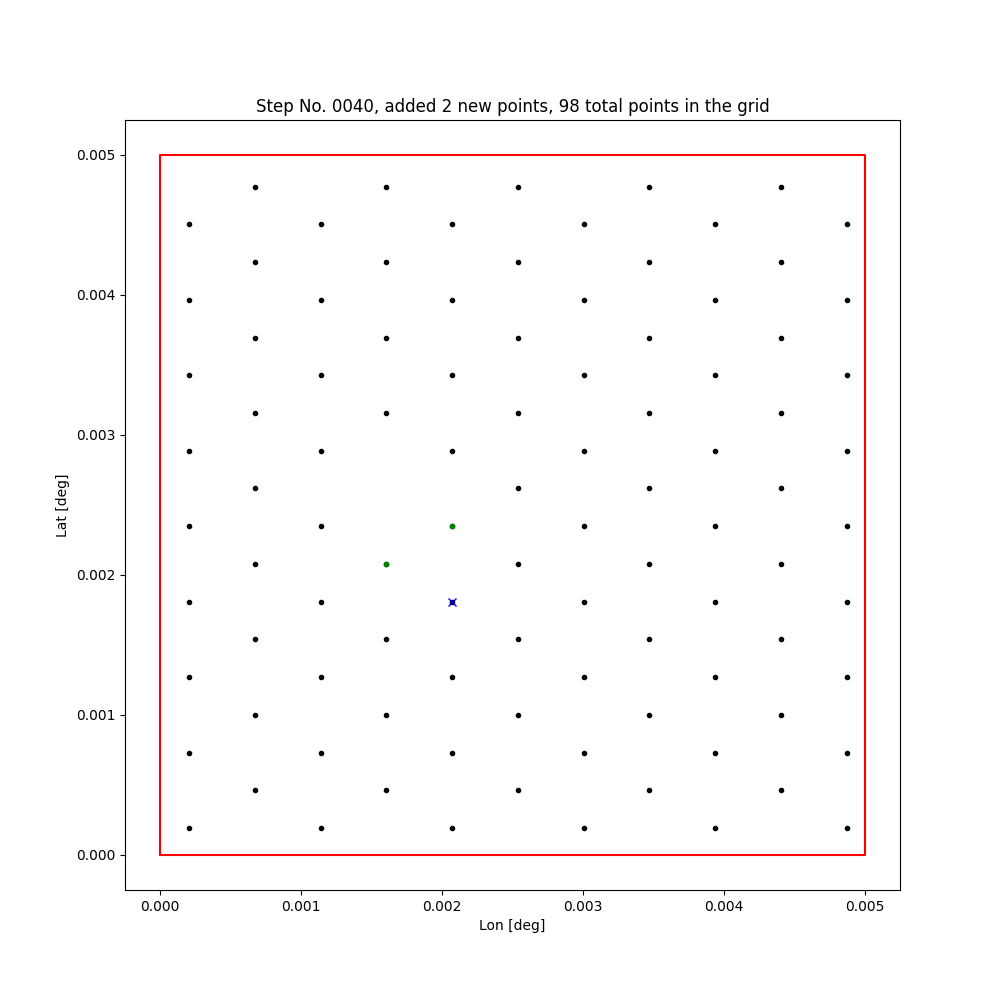 Step No. 0040, added 2 new points, 98 total points in the grid
0.005
0.004
0.003
0.002
0.001
0.000
Lat [deg]
0.000 0.001 0.002 0.003 0.004 0.005
Lon [deg]